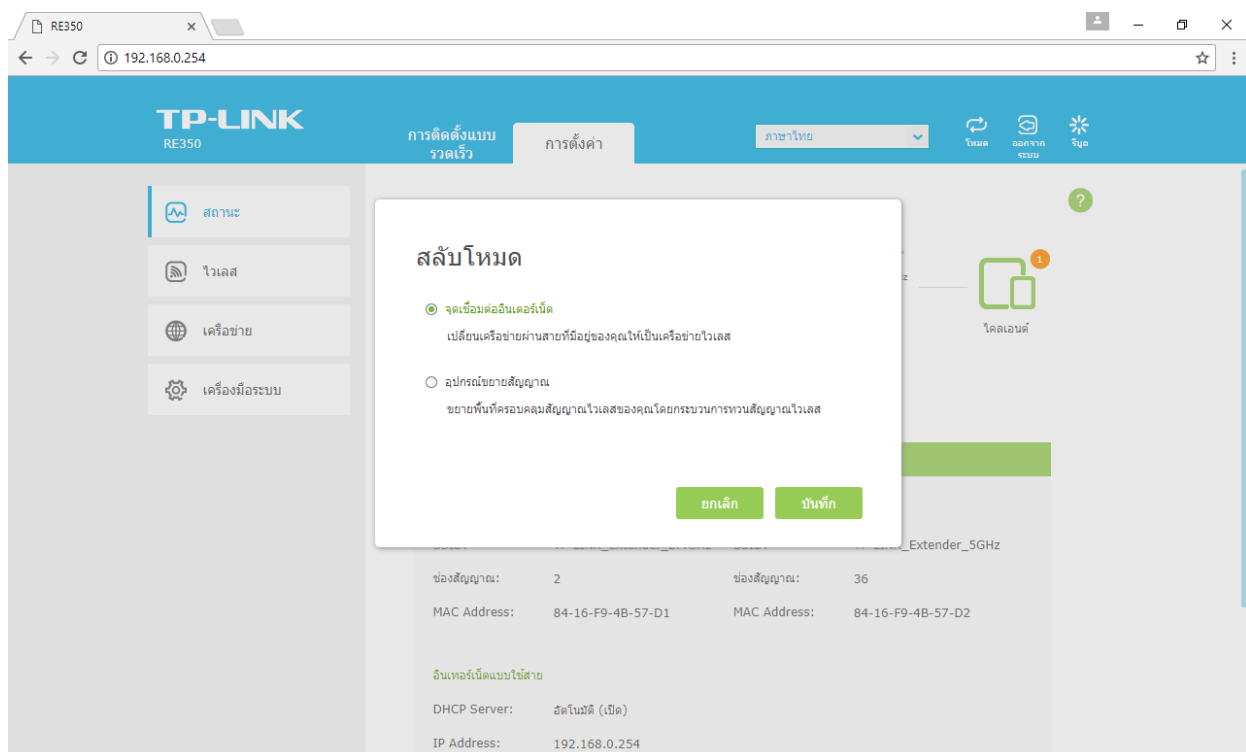 RE350
192.168.0.254
TP-LINK
RE350
การติดตั้งแบบ
รวดเร็ว
การตั้งค่า
ภาษาไทย
โหมด
ออกจาก
ระบบ
รีบูต
สถานะ
ไวเลส
เครือข่าย
เครื่องมือระบบ
?
1
ไคลเอนต์
สลับโหมด
จุดเชื่อมต่ออินเตอร์เน็ต
เปลี่ยนเครือข่ายผ่านสายที่มีอยู่ของคุณให้เป็นเครือข่ายไวเลส
อุปกรณ์ขยายสัญญาณ
ขยายพื้นที่ครอบคลุมสัญญาณไวเลสของคุณโดยกระบวนการทวนสัญญาณไวเลส
ยกเลิก บันทึก
_Extender_5GHz
ช่องสัญญาณ: 2 ช่องสัญญาณ: 36
MAC Address: 84-16-F9-4B-57-D1 MAC Address: 84-16-F9-4B-57-D2
อินเทอร์เน็ตแบบใช้สาย
DHCP Server: อัตโนมัติ (เปิด)
IP Address: 192.168.0.254